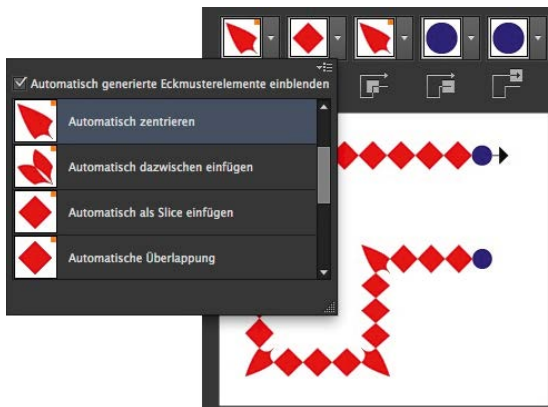 Automatisch generierte Eckmusterelemente einblenden
Automatisch zentrieren
Automatisch dazwischen einfügen
Automatisch als Slice einfügen
Automatische Überlappung